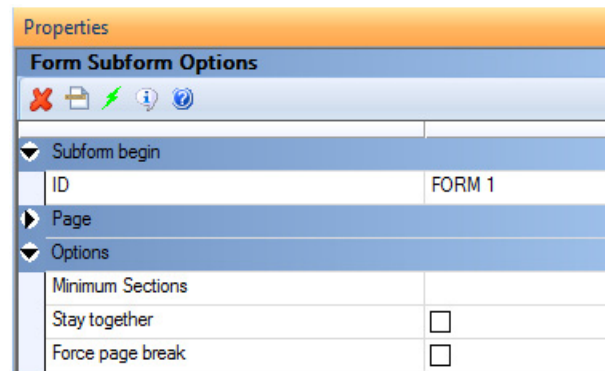 Properties
Form Subform Options
Subform begin
ID FORM 1
Page
Options
Minimum Sections
Stay together
Force page break